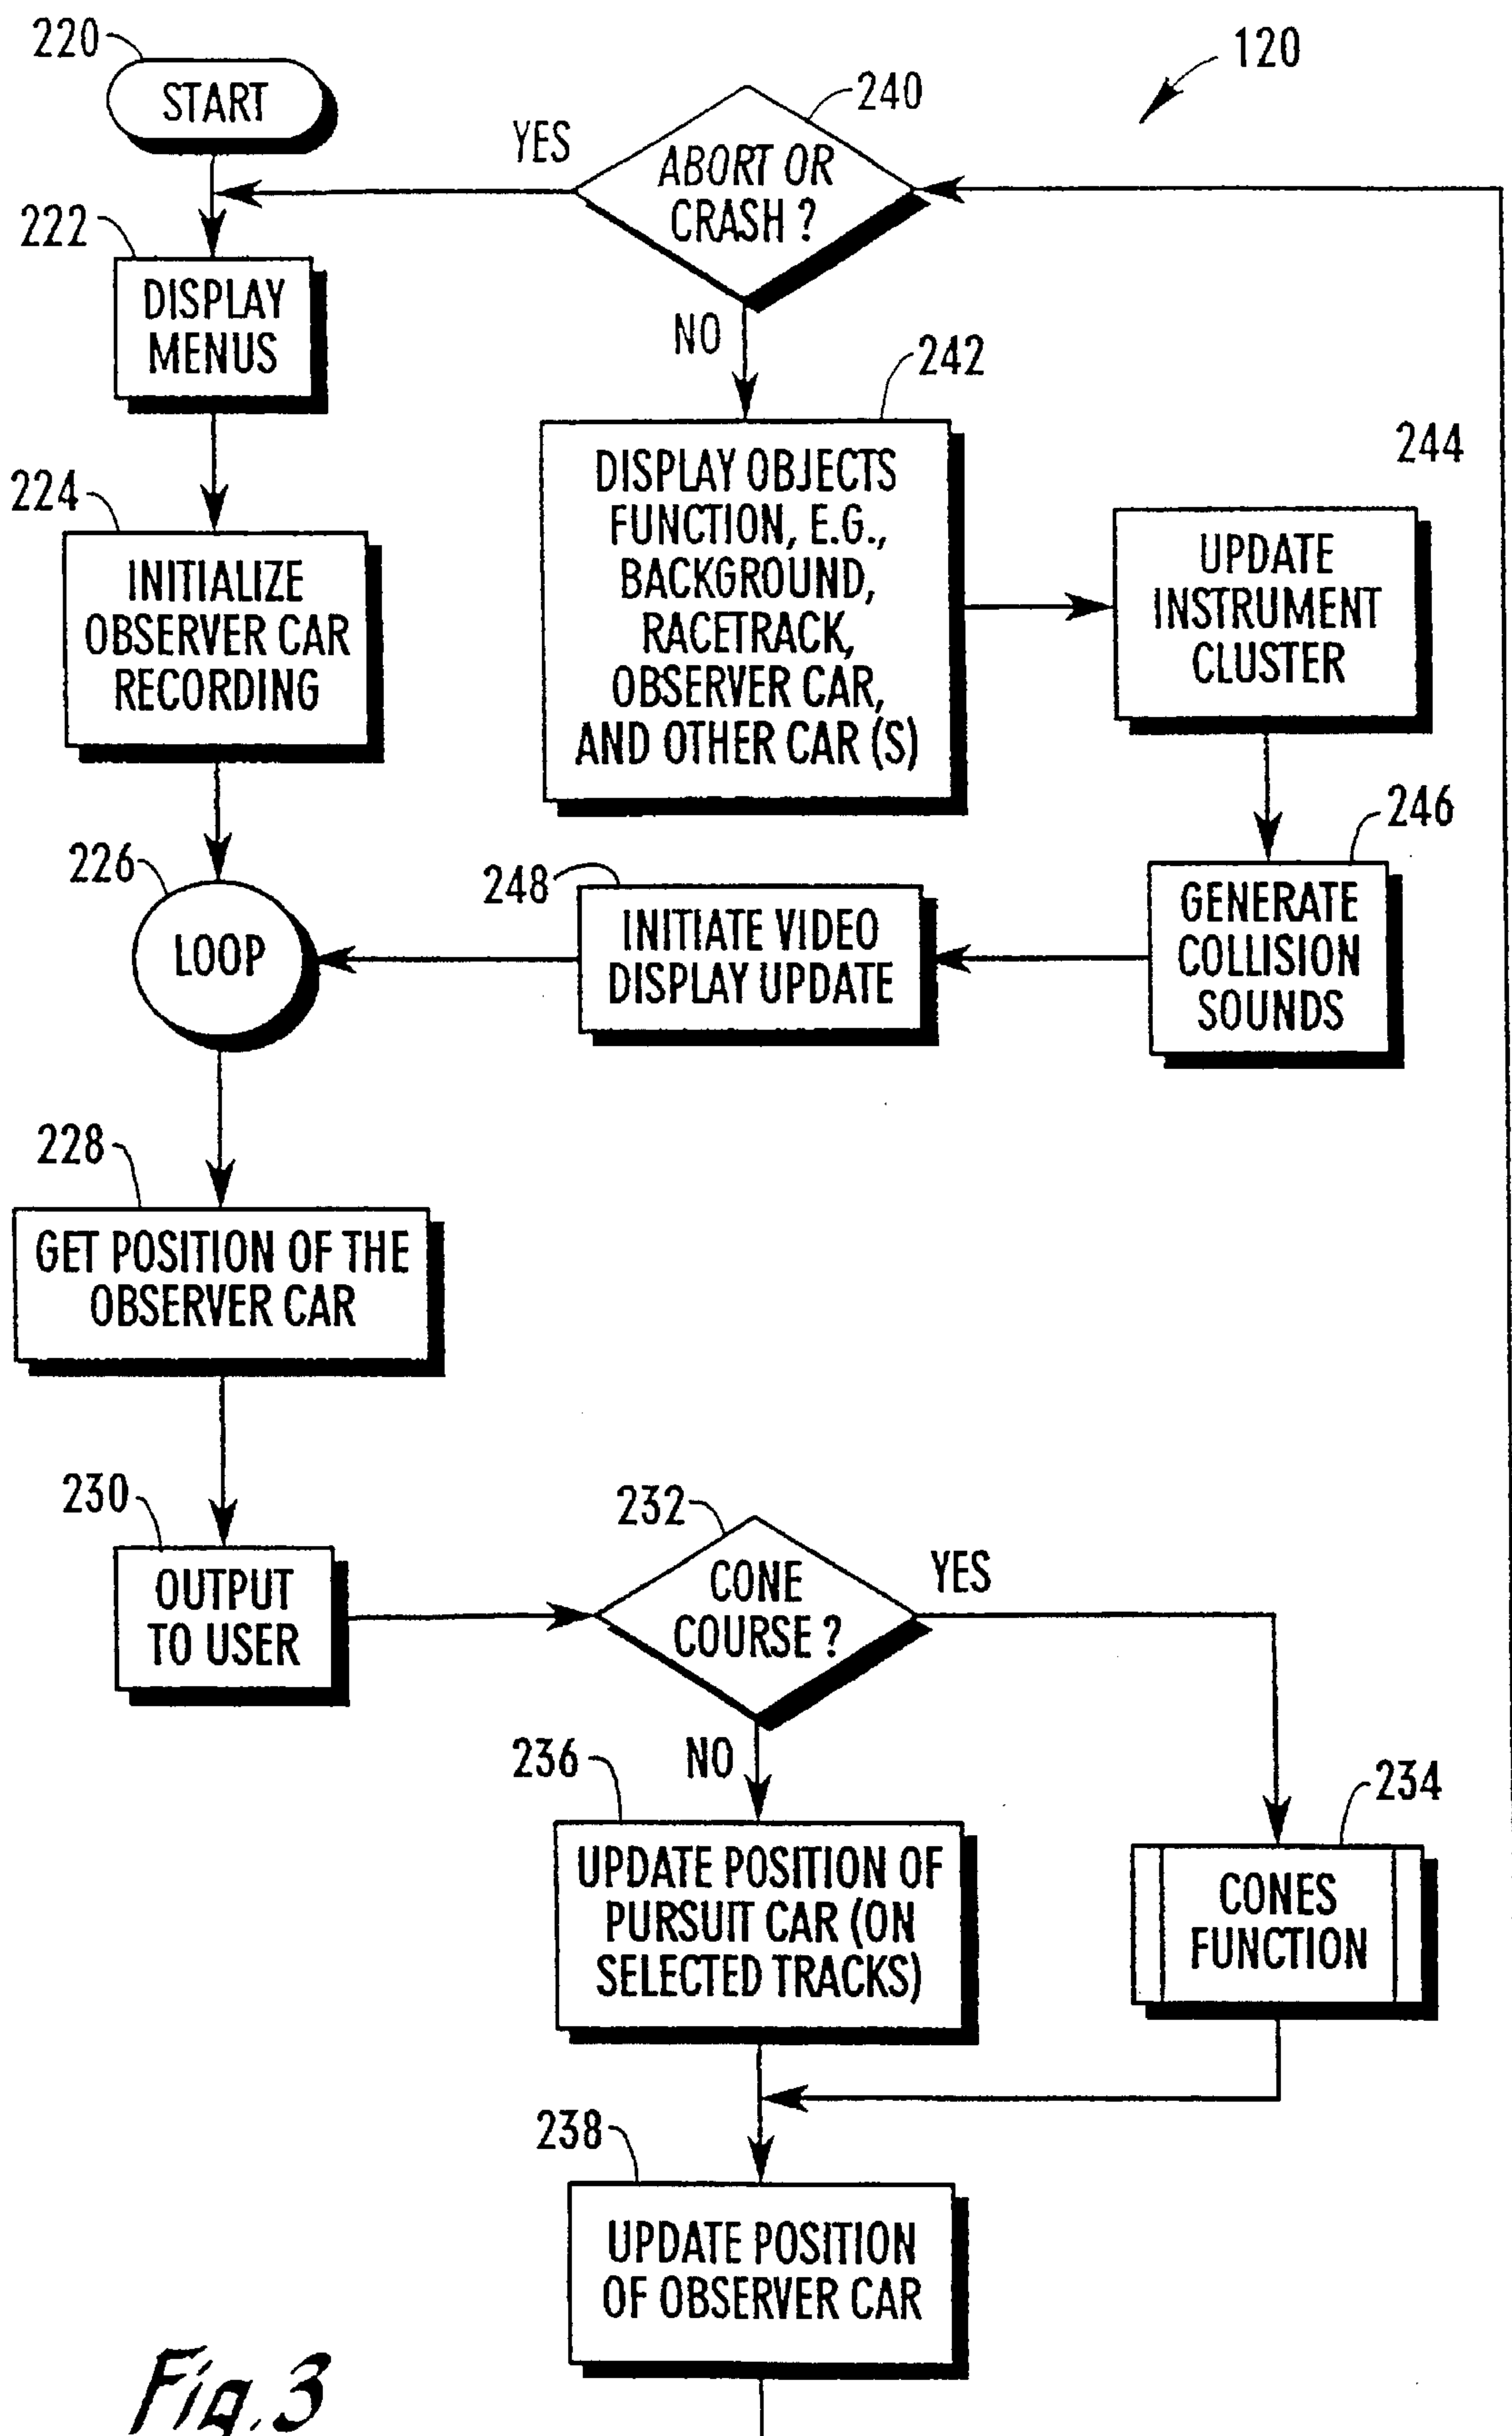 220
START
120
240
YES
ABORT OR
CRASH ?
222
DISPLAY
MENUS
NO
242
244
224
INITIALIZE
OBSERVER CAR
RECORDING
DISPLAY OBJECTS
FUNCTION, E.G.,
BACKGROUND,
RACETRACK,
OBSERVER CAR,
AND OTHER CAR (S)
UPDATE
INSTRUMENT
CLUSTER
226
LOOP
248
INITIATE VIDEO
DISPLAY UPDATE
246
GENERATE
COLLISION
SOUNDS
228
GET POSITION OF THE
OBSERVER CAR
230
OUTPUT
TO USER
232
CONE
COURSE ?
YES
NO
236
UPDATE POSITION OF
PURSUIT CAR (ON
SELECTED TRACKS)
234
CONES
FUNCTION
238
UPDATE POSITION
OF OBSERVER CAR
Fig.3